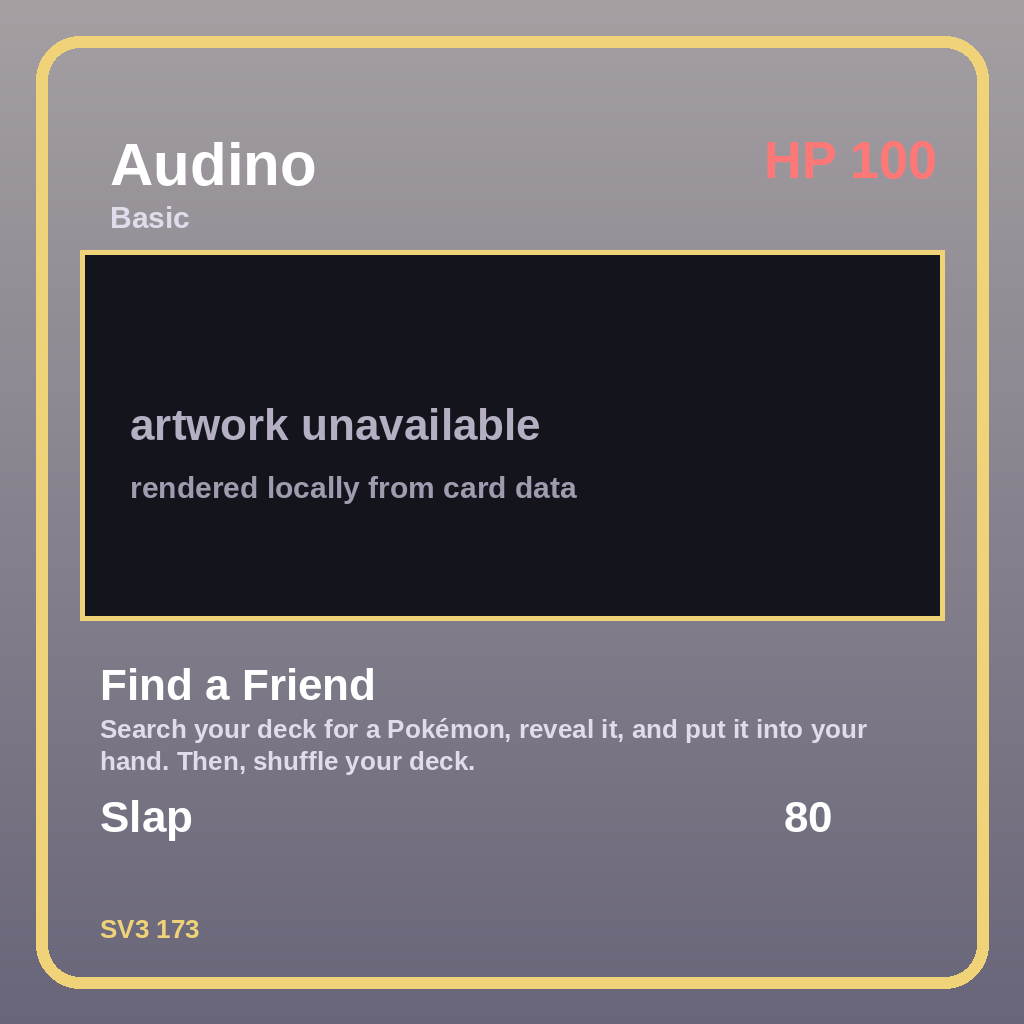 Audino
HP 100
Basic
artwork unavailable
rendered locally from card data
Find a Friend
Search your deck for a Pokémon, reveal it, and put it into your
hand. Then, shuffle your deck.
Slap 80
SV3 173